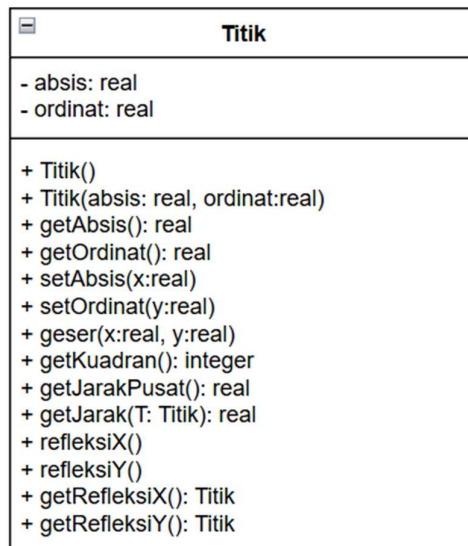 Titik
- absis: real
- ordinat: real
+ Titik()
+ Titik(absis: real, ordinat:real)
+ getAbsis(): real
+ getOrdinat(): real
+ setAbsis(x:real)
+ setOrdinat(y:real)
+ geser(x:real, y:real)
+ getKuadran(): integer
+ getJarakPusat(): real
+ getJarak(T: Titik): real
+ refleksiX()
+ refleksiY()
+ getRefleksiX(): Titik
+ getRefleksiY(): Titik